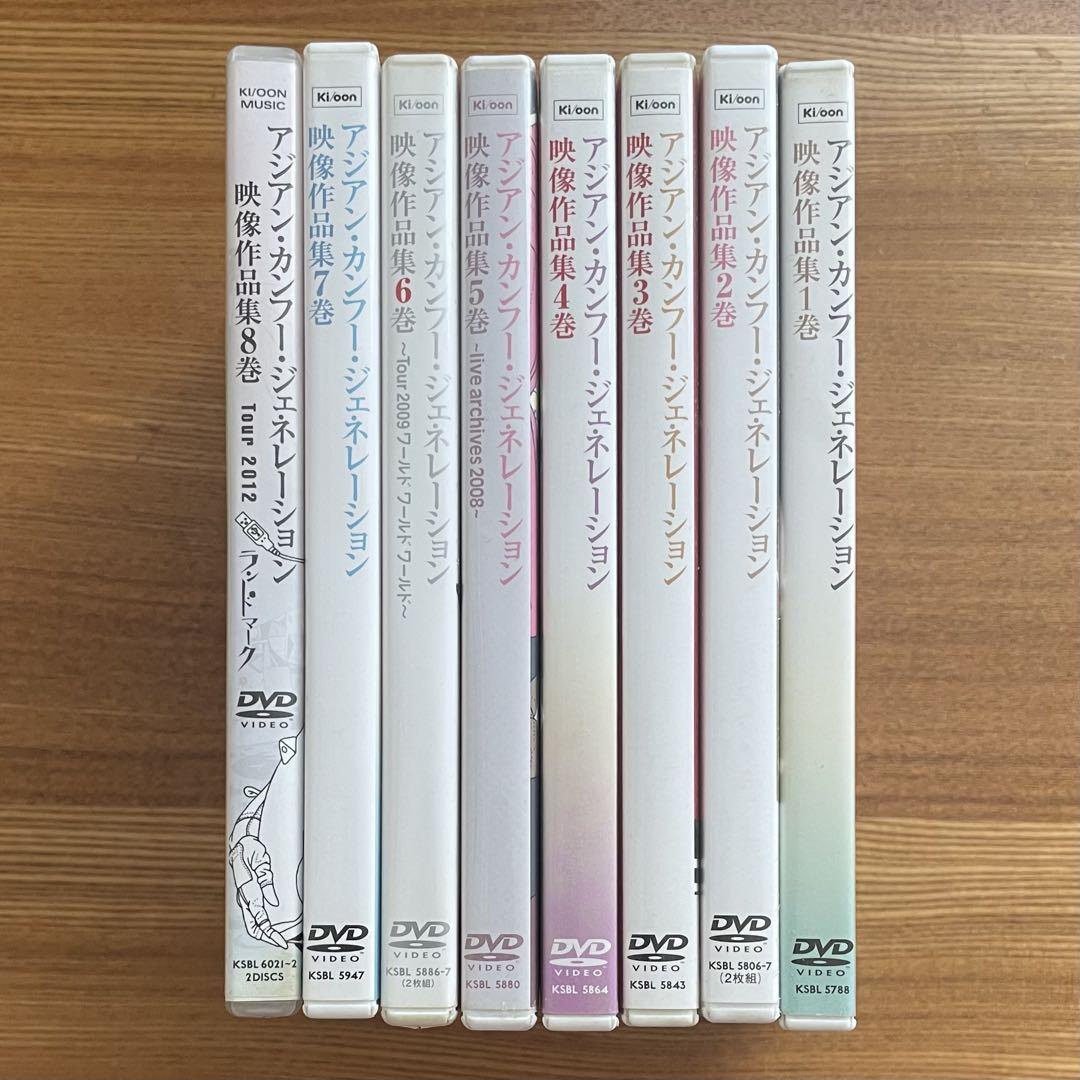 KI/OON
MUSIC
アジアン・カンフー・ジェネレーション
映像作品集8巻 Tour 2012 ランドマーク
DVD
VIDEO
KSBL 6021-2
2DISCS
Ki/oon
アジアン・カンフー・ジェネレーション
映像作品集7巻
DVD
VIDEO
KSBL 5947
Ki/oon
アジアン・カンフー・ジェネレーション
映像作品集6巻 ~Tour 2009 ワールド ワールド ワールド~
DVD
VIDEO
KSBL 5886-7
(2枚組)
Ki/oon
アジアン・カンフー・ジェネレーション
映像作品集5巻 ~live archives 2008~
DVD
VIDEO
KSBL 5880
Ki/oon
アジアン・カンフー・ジェネレーション
映像作品集4巻
DVD
VIDEO
KSBL 5864
Ki/oon
アジアン・カンフー・ジェネレーション
映像作品集3巻
DVD
VIDEO
KSBL 5843
Ki/oon
アジアン・カンフー・ジェネレーション
映像作品集2巻
DVD
VIDEO
KSBL 5806-7
(2枚組)
Ki/oon
アジアン・カンフー・ジェネレーション
映像作品集1巻
DVD
VIDEO
KSBL 5788